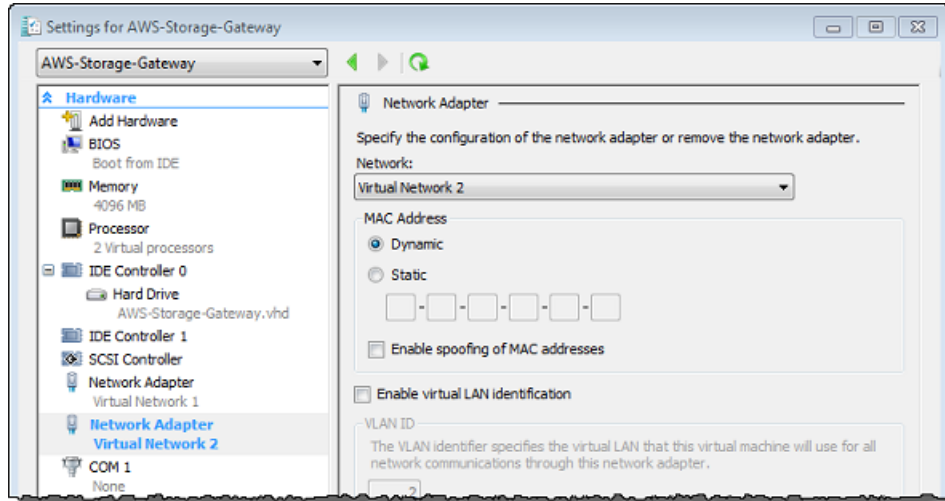 Settings for AWS-Storage-Gateway
AWS-Storage-Gateway
Hardware
Add Hardware
BIOS
Boot from IDE
Memory
4096 MB
Processor
2 Virtual processors
IDE Controller 0
Hard Drive
AWS-Storage-Gateway.vhd
IDE Controller 1
SCSI Controller
Network Adapter
Virtual Network 1
Network Adapter
Virtual Network 2
COM 1
None
Network Adapter
Specify the configuration of the network adapter or remove the network adapter.
Network:
Virtual Network 2
MAC Address
Dynamic
Static
- - - - -
Enable spoofing of MAC addresses
Enable virtual LAN identification
VLAN ID
The VLAN identifier specifies the virtual LAN that this virtual machine will use for all
network communications through this network adapter.
2